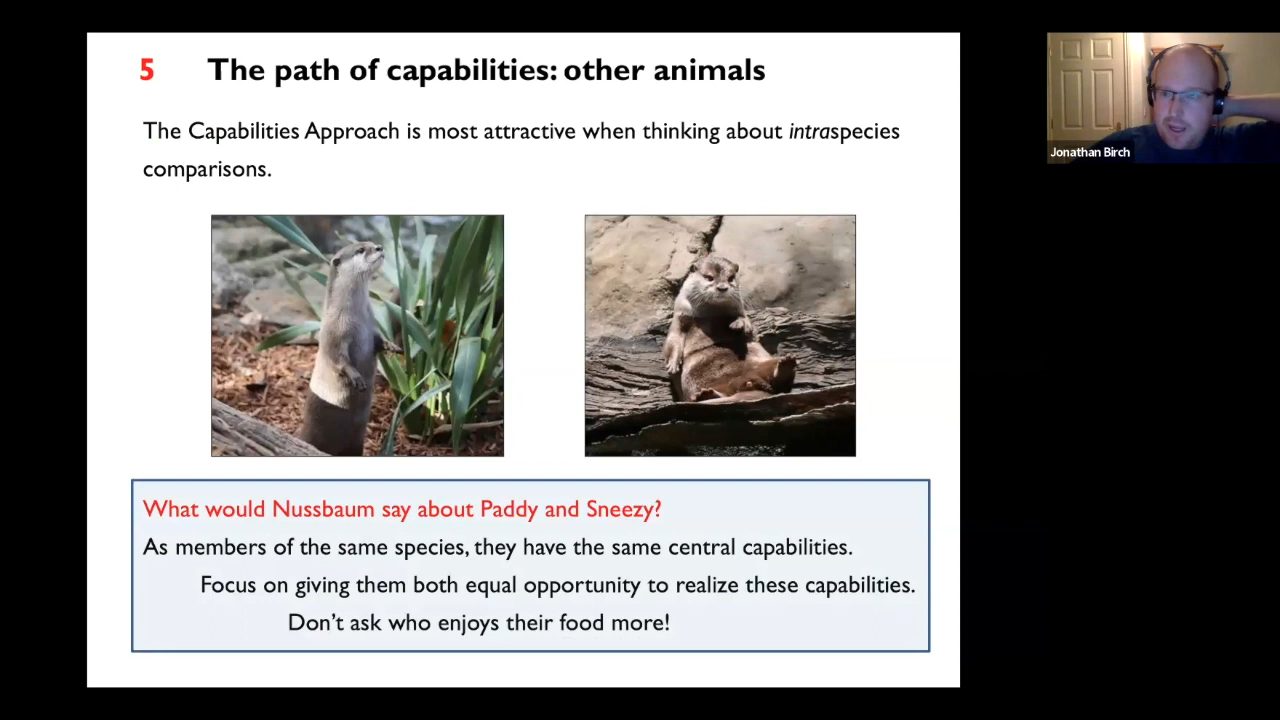 5 The path of capabilities: other animals
The Capabilities Approach is most attractive when thinking about intraspecies
comparisons.
Jonathan Birch
What would Nussbaum say about Paddy and Sneezy?
As members of the same species, they have the same central capabilities.
Focus on giving them both equal opportunity to realize these capabilities.
Don't ask who enjoys their food more!